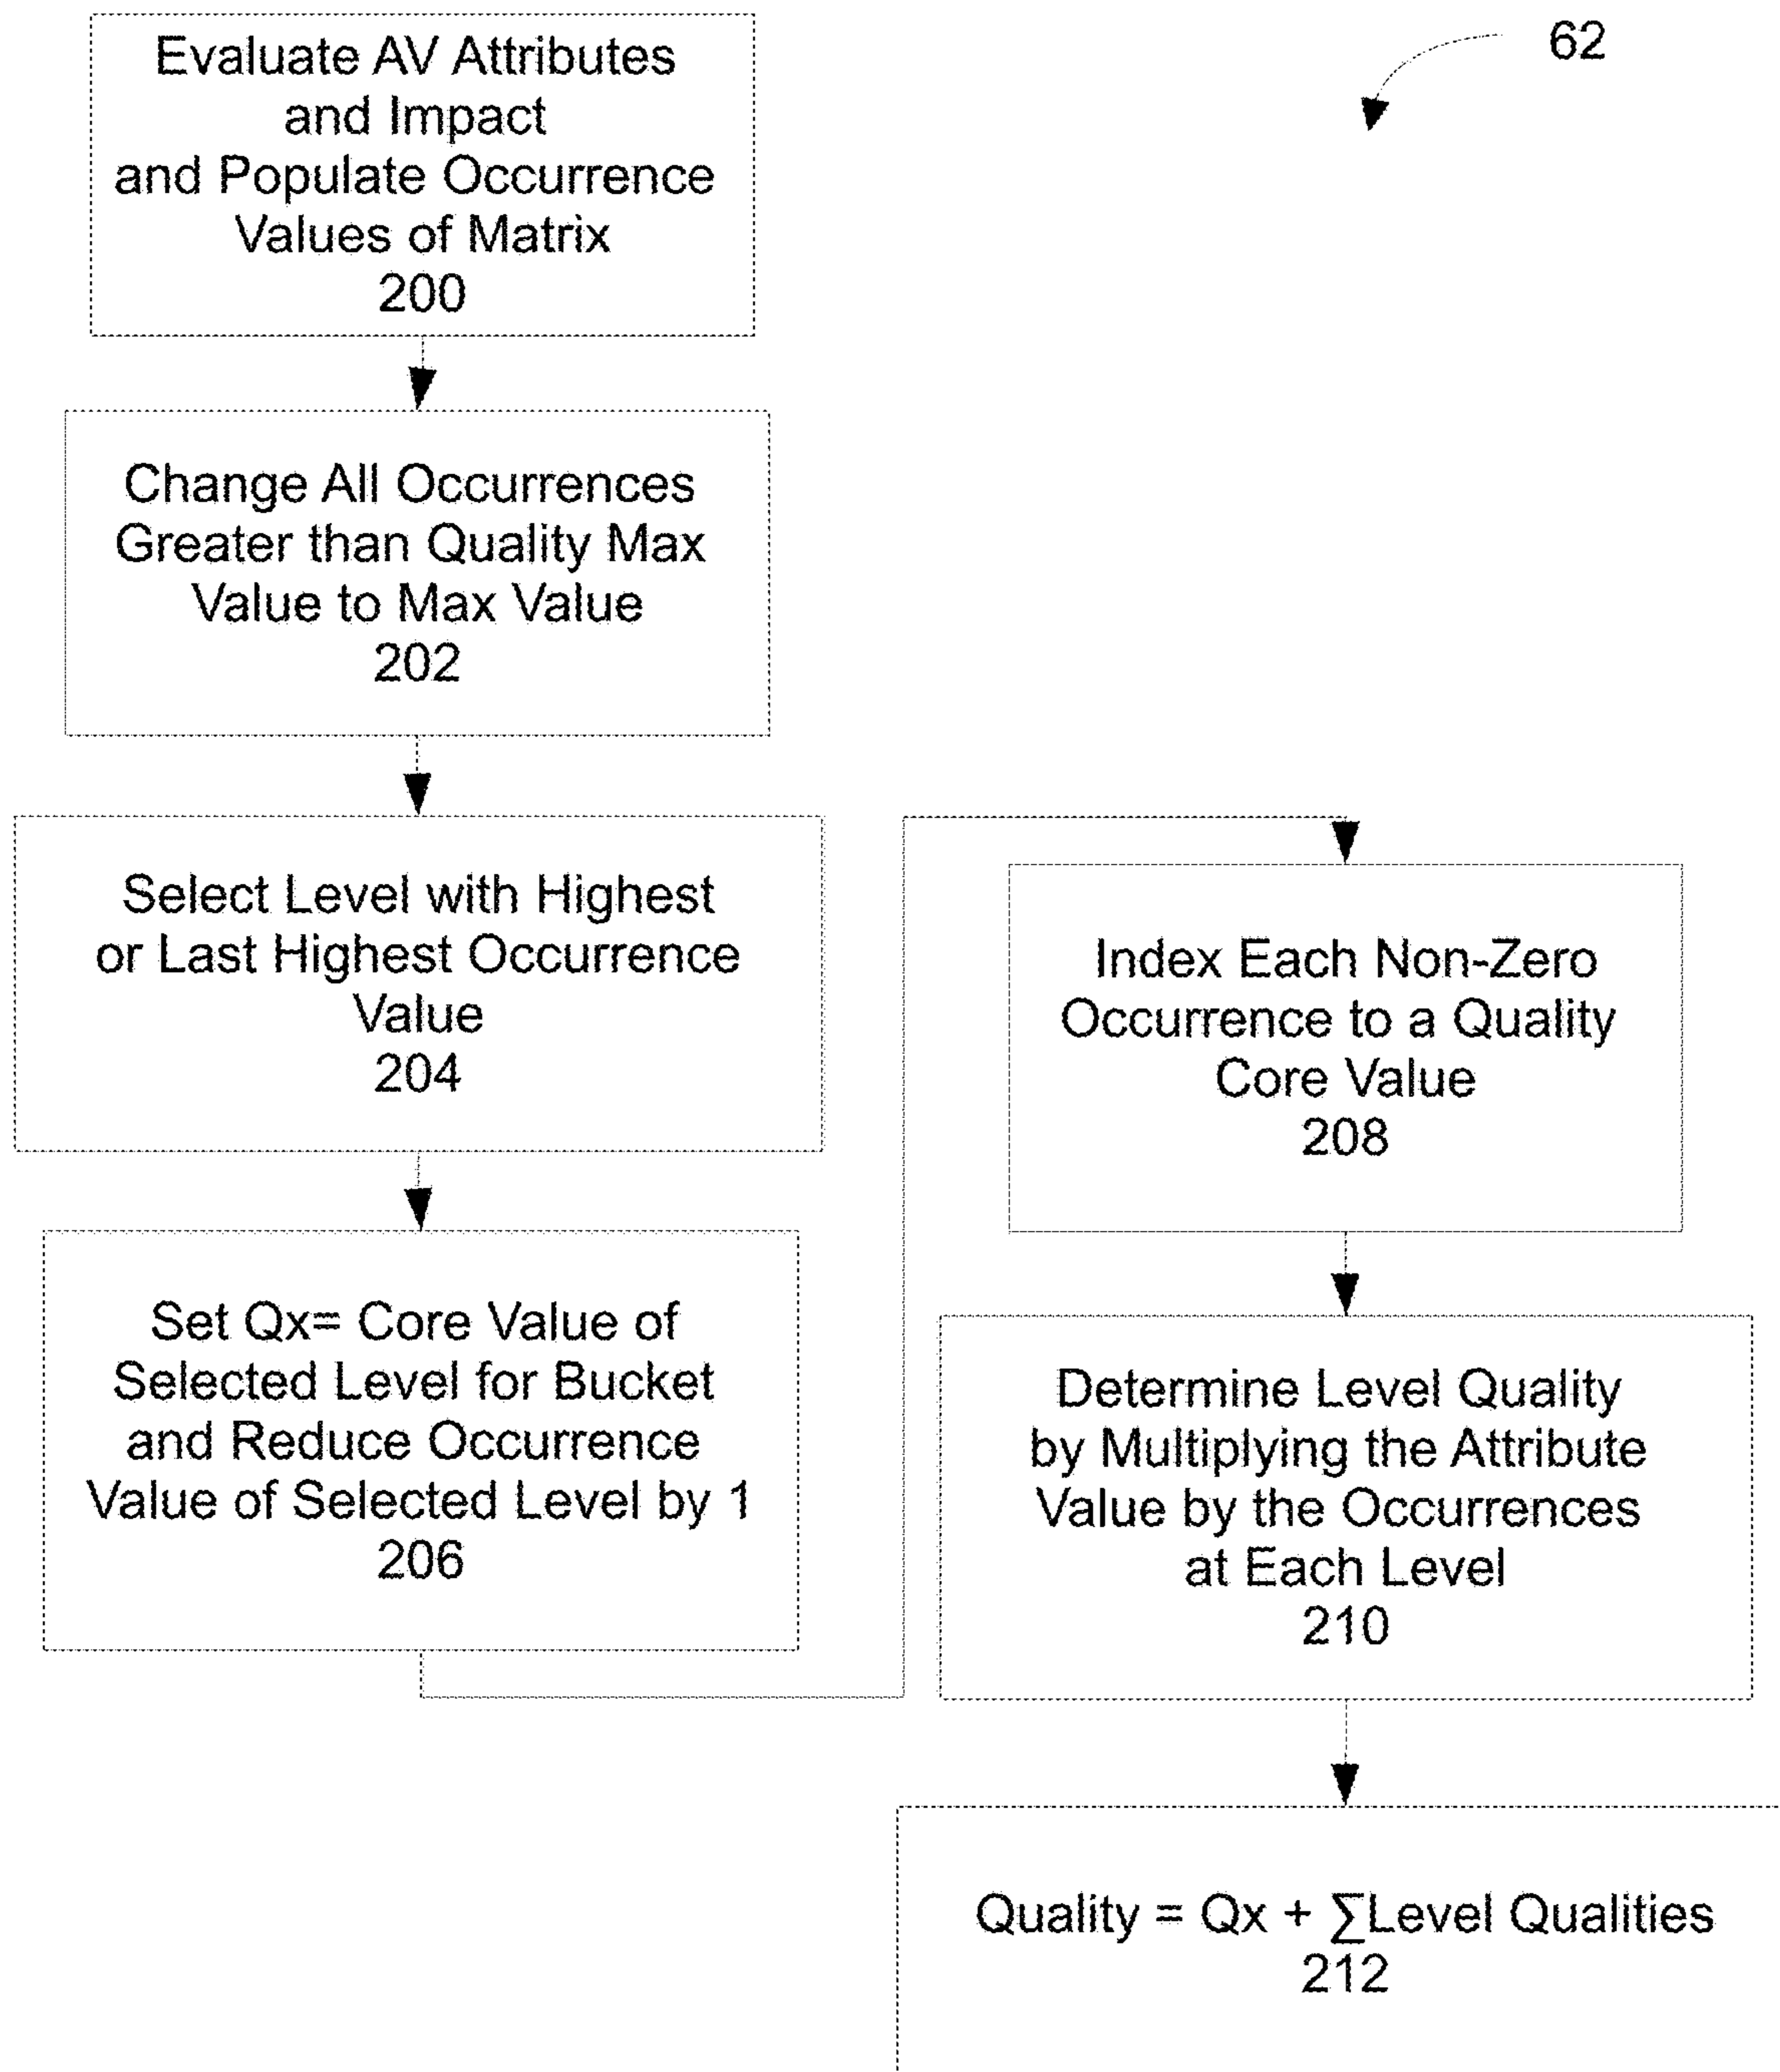 Evaluate AV Attributes
and Impact
and Populate Occurrence
Values of Matrix
200
62
Change All Occurrences
Greater than Quality Max
Value to Max Value
202
Select Level with Highest
or Last Highest Occurrence
Value
204
Set Qx= Core Value of
Selected Level for Bucket
and Reduce Occurrence
Value of Selected Level by 1
206
Index Each Non-Zero
Occurrence to a Quality
Core Value
208
Determine Level Quality
by Multiplying the Attribute
Value by the Occurrences
at Each Level
210
Quality = Qx + ∑Level Qualities
212